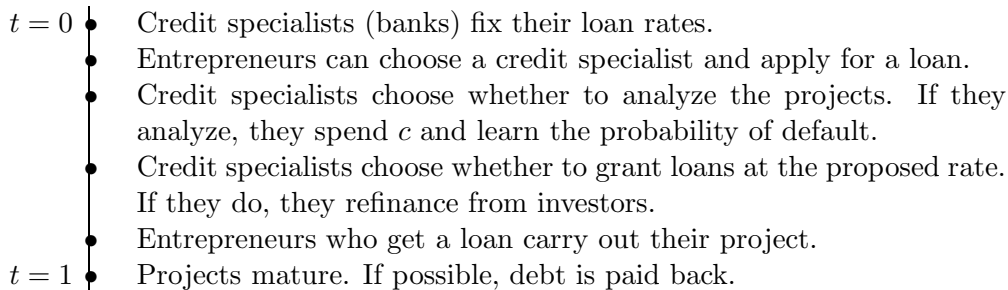 t = 0 • Credit specialists (banks) fix their loan rates.
• Entrepreneurs can choose a credit specialist and apply for a loan.
• Credit specialists choose whether to analyze the projects. If they
analyze, they spend c and learn the probability of default.
• Credit specialists choose whether to grant loans at the proposed rate.
If they do, they refinance from investors.
• Entrepreneurs who get a loan carry out their project.
t = 1 • Projects mature. If possible, debt is paid back.